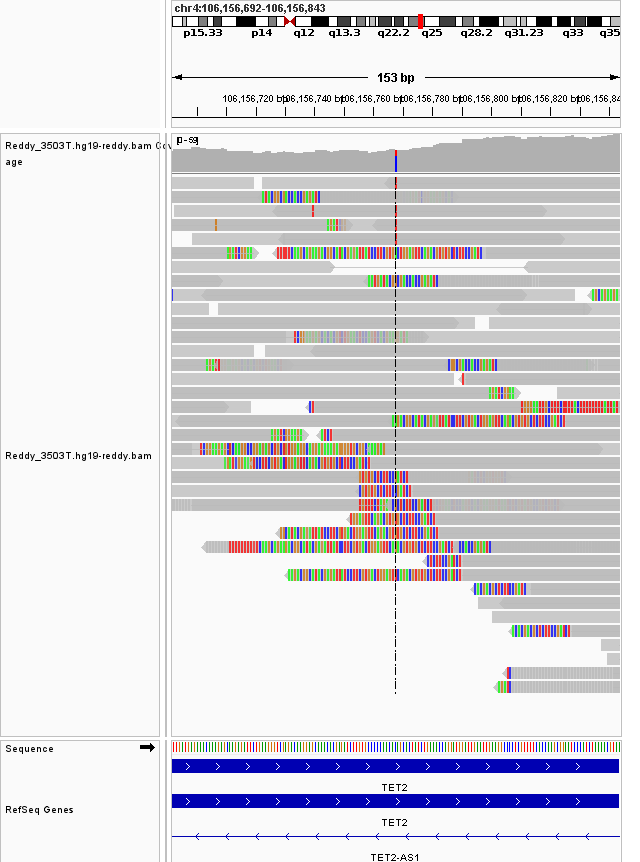 chr4:106,156,692-106,156,843
p15.33 p14 q12 q13.3 q22.2 q25 q28.2 q31.23 q33 q35
153 bp
106,156,720 bp 106,156,740 bp 106,156,760 bp 106,156,780 bp 106,156,800 bp 106,156,820 bp 106,156,84
[0-59]
Reddy_3503T.hg19-reddy.bam Cov
age
Reddy_3503T.hg19-reddy.bam
Sequence
TET2
RefSeq Genes
TET2
TET2-AS1